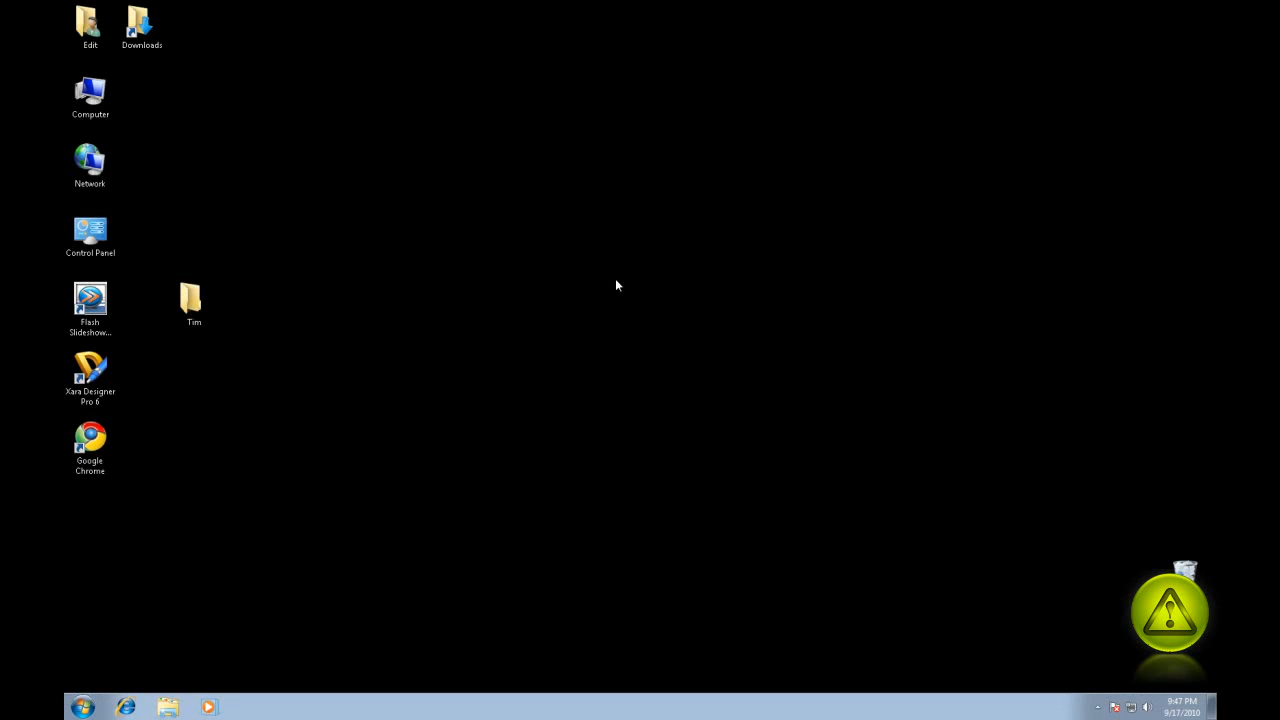 Edit
Downloads
Computer
Network
Control Panel
Flash
Slideshow...
Tim
Xara Designer
Pro 6
Google
Chrome
9:47 PM
9/17/2010